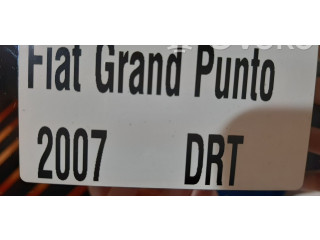 Fiat Grand Punto
2007 DRT